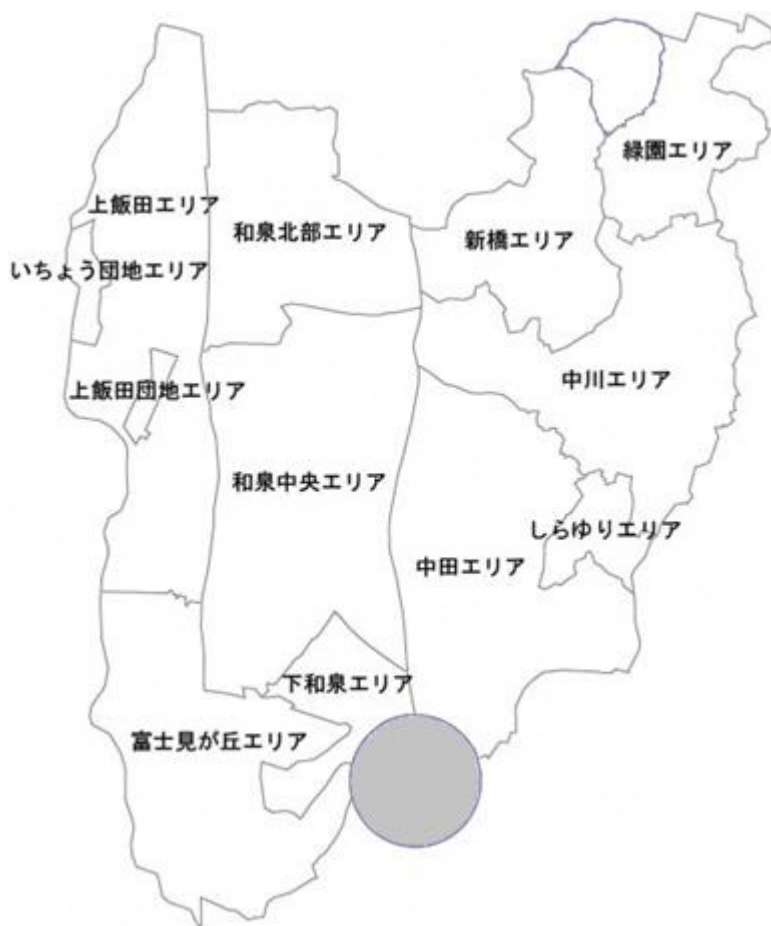 緑園エリア
上飯田エリア
和泉北部エリア
新橋エリア
いちょう団地エリア
中川エリア
上飯田団地エリア
和泉中央エリア
しらゆりエリア
中田エリア
下和泉エリア
富士見が丘エリア